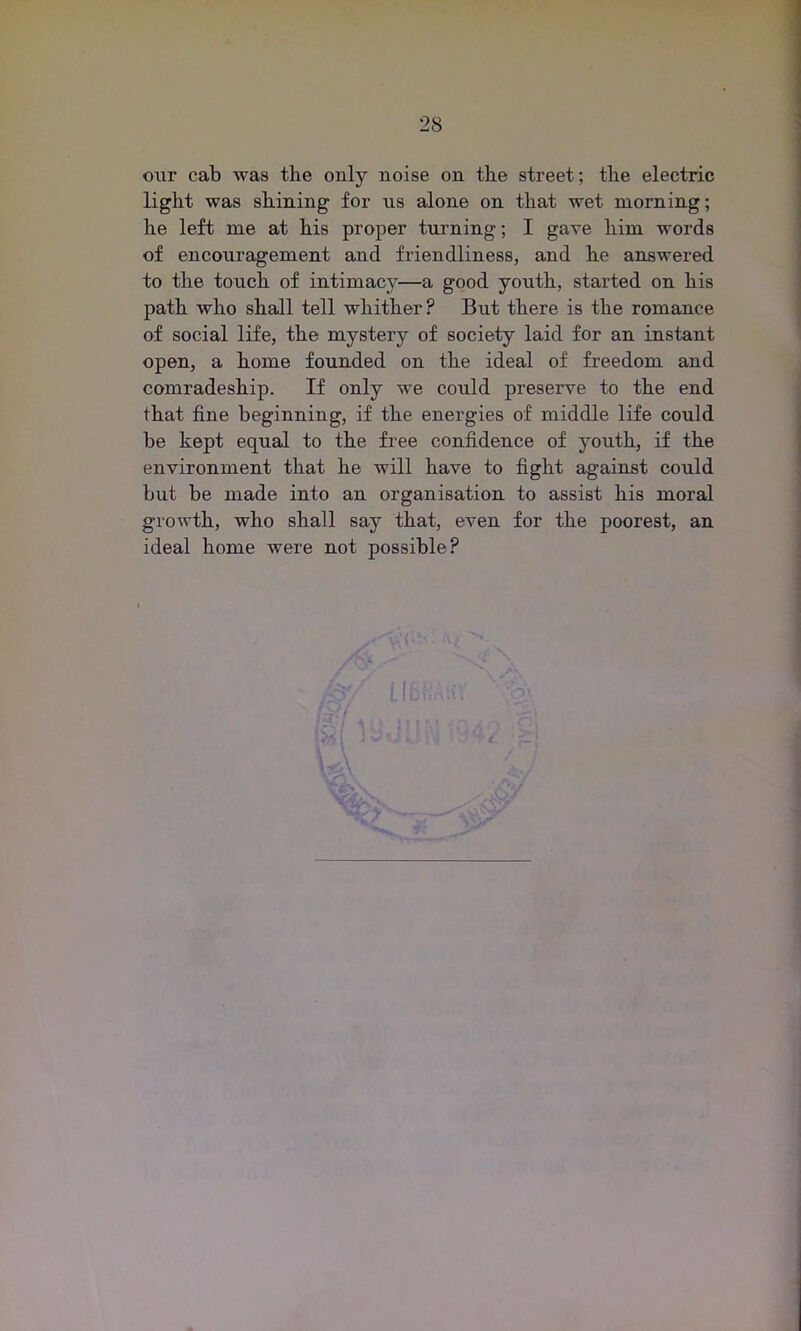 28
our cab was the only noise on the street; the electric
light was shining for us alone on that wet morning;
he left me at his proper turning; I gave him words
of encouragement and friendliness, and he answered
to the touch of intimacy—a good youth, started on his
path who shall tell whither? But there is the romance
of social life, the mystery of society laid for an instant
open, a home founded on the ideal of freedom and
comradeship. If only we could preserve to the end
that fine beginning, if the energies of middle life could
be kept equal to the free confidence of youth, if the
environment that he will have to fight against could
but be made into an organisation to assist his moral
growth, who shall say that, even for the poorest, an
ideal home were not possible?
LIBRARY
19 JUN 1942